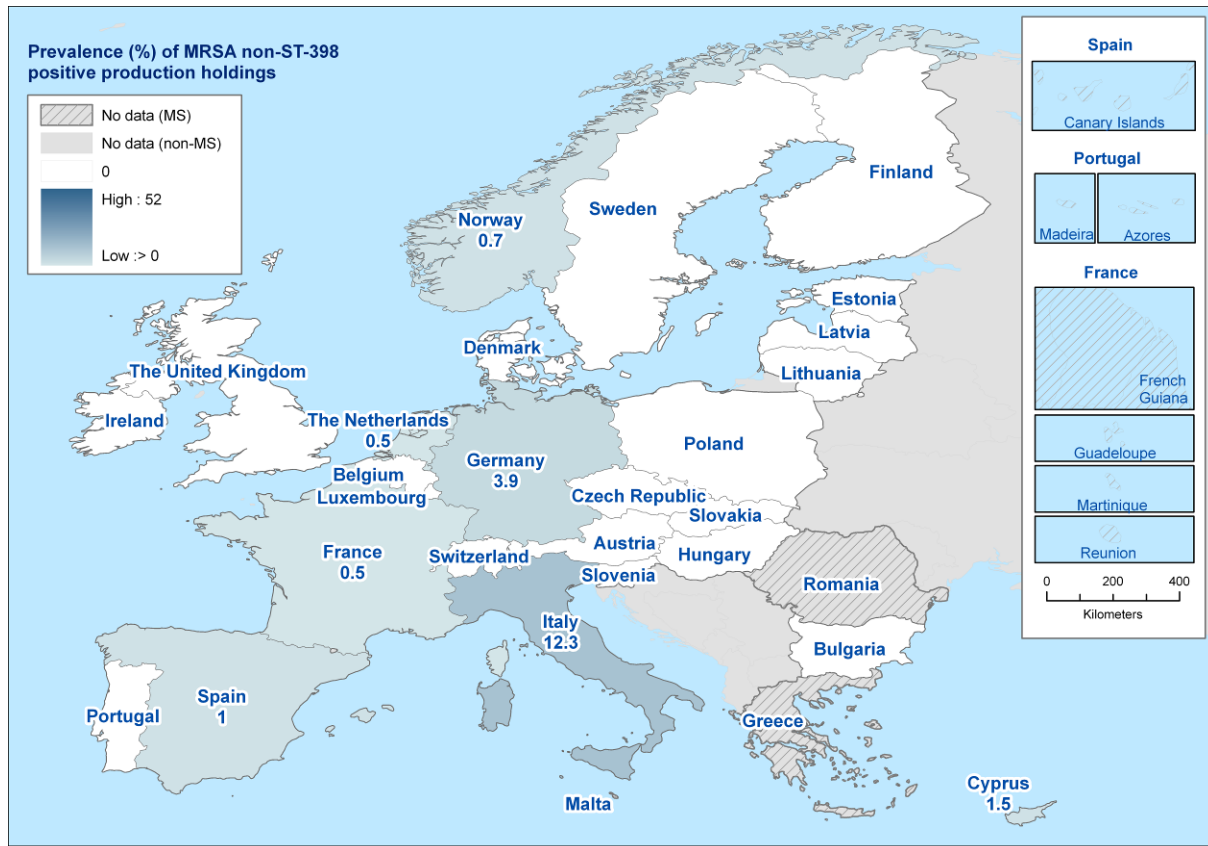 Prevalence (%) of MRSA non-ST-398
positive production holdings
No data (MS)
No data (non-MS)
0
High : 52
Low :> 0
Norway
0.7
Sweden
Finland
Estonia
Latvia
Lithuania
Denmark
The United Kingdom
Ireland
The Netherlands
0.5
Belgium
Luxembourg
Germany
3.9
Poland
Czech Republic
Slovakia
Austria
Hungary
Slovenia
Switzerland
France
0.5
Italy
12.3
Romania
Bulgaria
Greece
Spain
1
Portugal
Malta
Cyprus
1.5
Spain
Canary Islands
Portugal
Madeira
Azores
France
French
Guiana
Guadeloupe
Martinique
Reunion
0 200 400
Kilometers